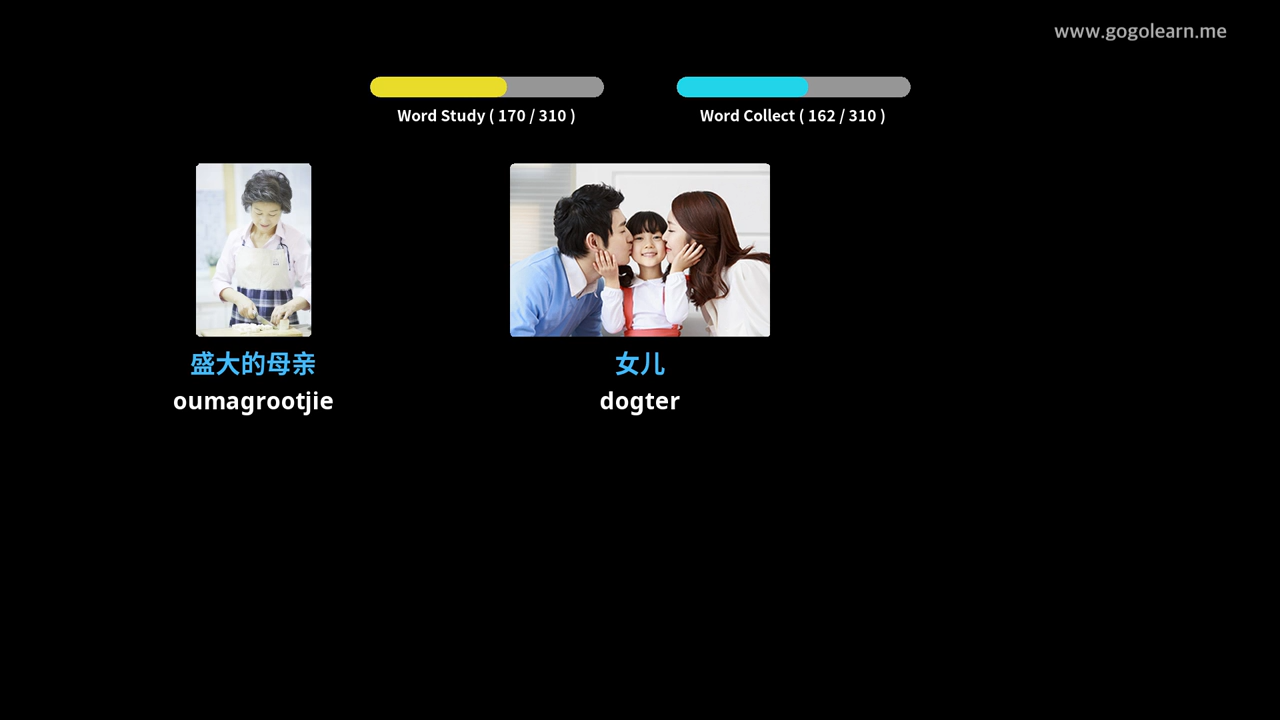 www.gogolearn.me
Word Study ( 170 / 310 )
Word Collect ( 162 / 310 )
盛大的母亲
oumagrootjie
女儿
dogter